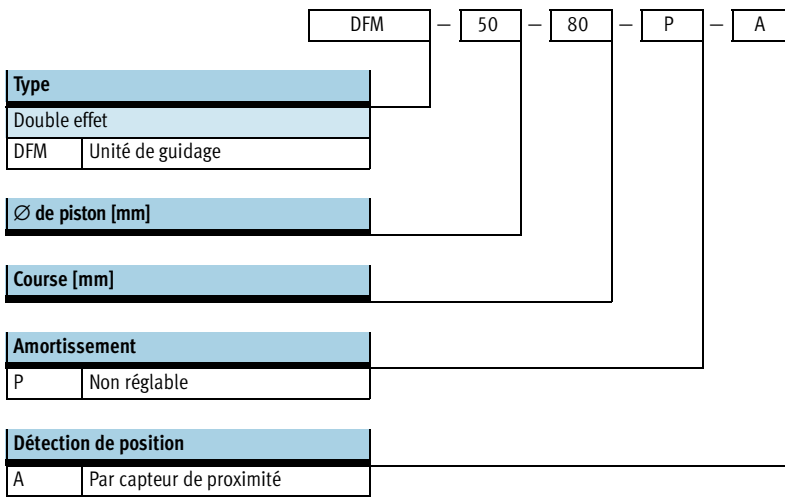 DFM – 50 – 80 – P – A
Type
Double effet
DFM Unité de guidage
∅ de piston [mm]
Course [mm]
Amortissement
P Non réglable
Détection de position
A Par capteur de proximité